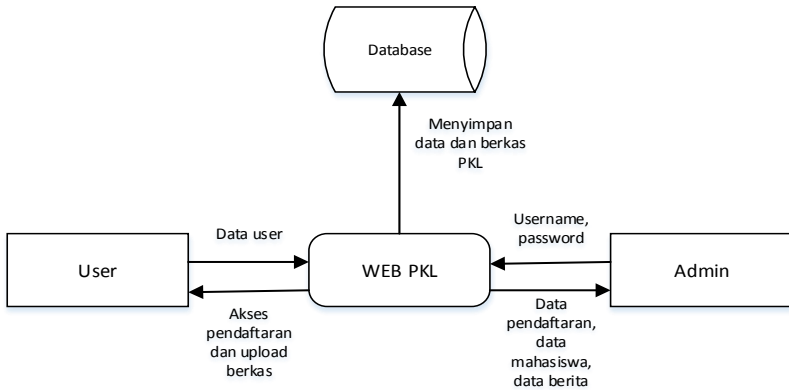 Database
Menyimpan
data dan berkas
PKL
Data user
Username,
password
User
WEB PKL
Admin
Akses
pendaftaran
dan upload
berkas
Data
pendaftaran,
data
mahasiswa,
data berita